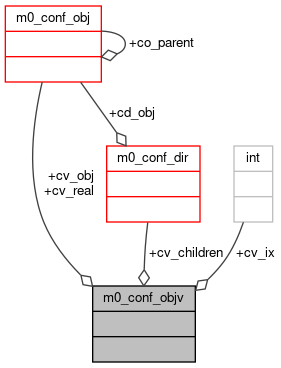 m0_conf_obj
+co_parent
+cd_obj
m0_conf_dir
int
+cv_obj
+cv_real
+cv_children
+cv_ix
m0_conf_objv